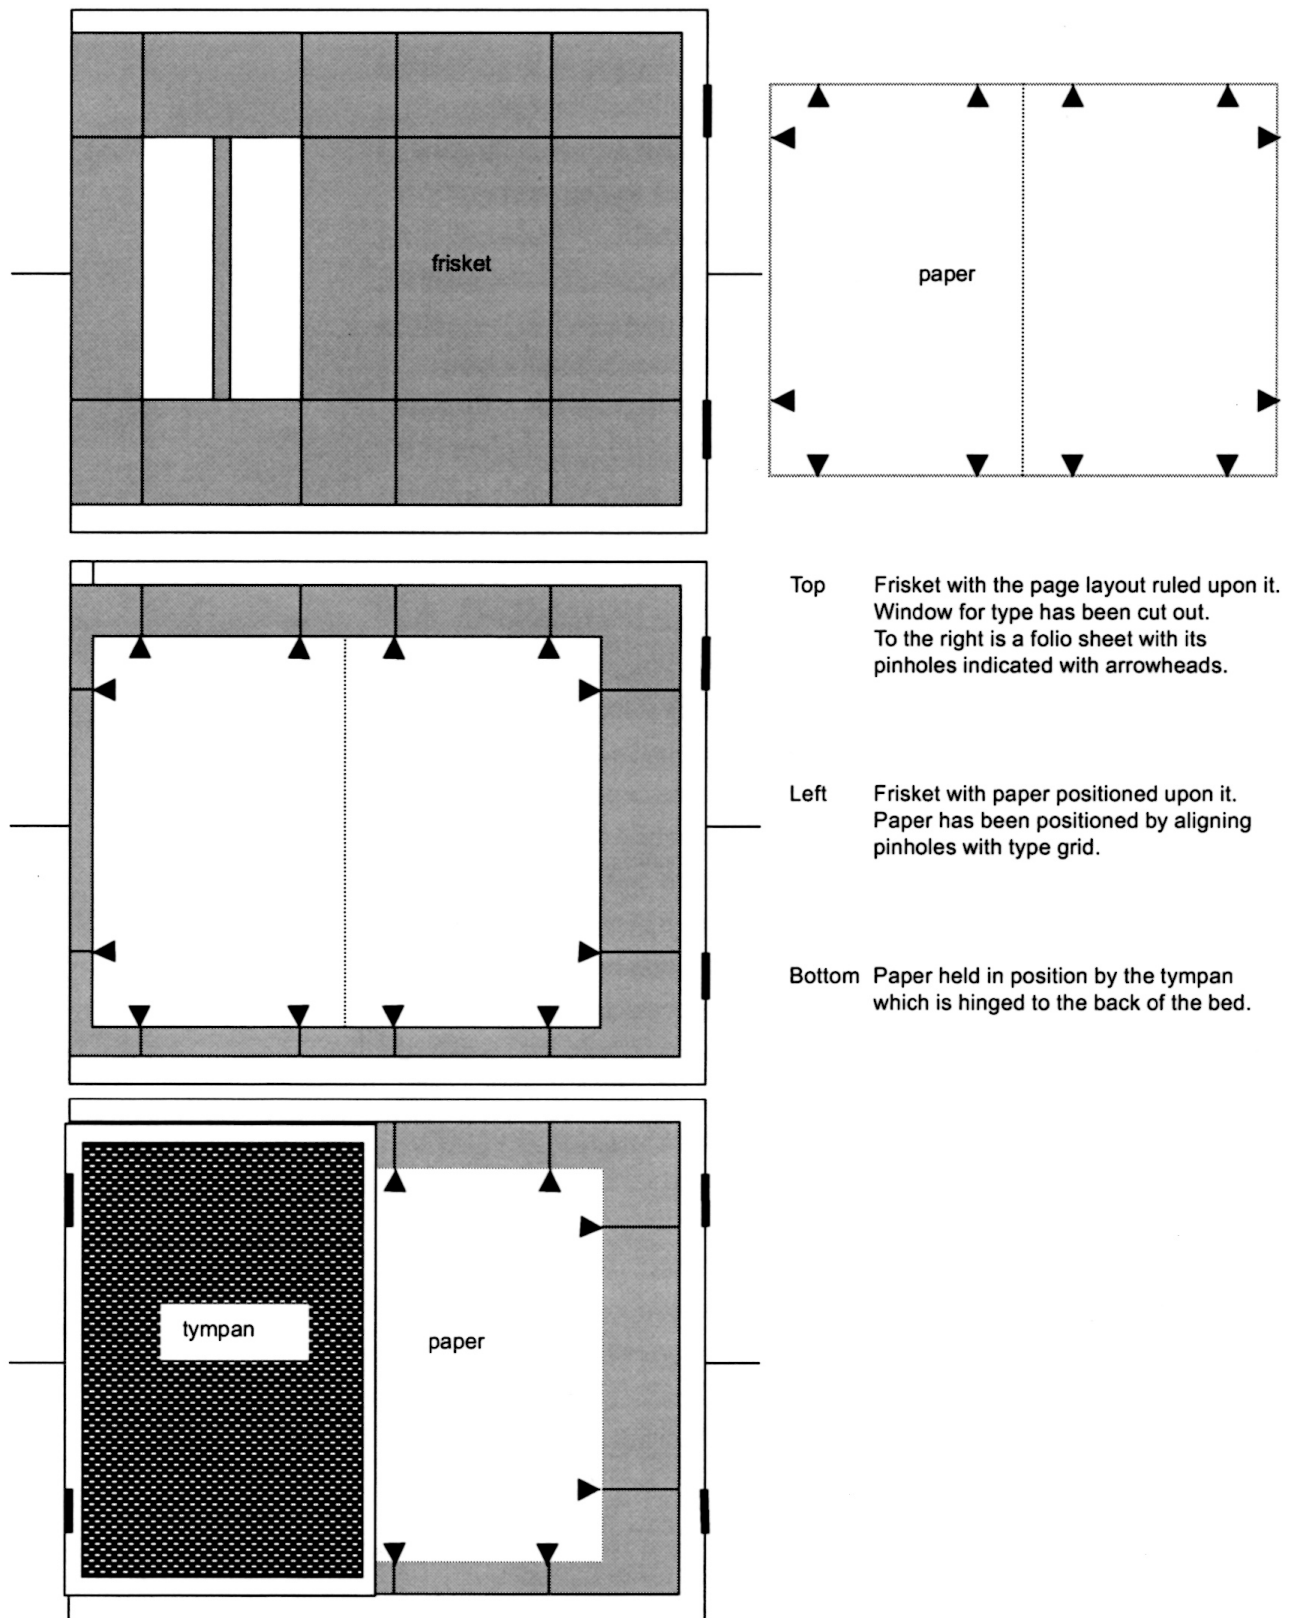 frisket
paper
Top Frisket with the page layout ruled upon it.
Window for type has been cut out.
To the right is a folio sheet with its
pinholes indicated with arrowheads.
Left Frisket with paper positioned upon it.
Paper has been positioned by aligning
pinholes with type grid.
Bottom Paper held in position by the tympan
which is hinged to the back of the bed.
tympan
paper